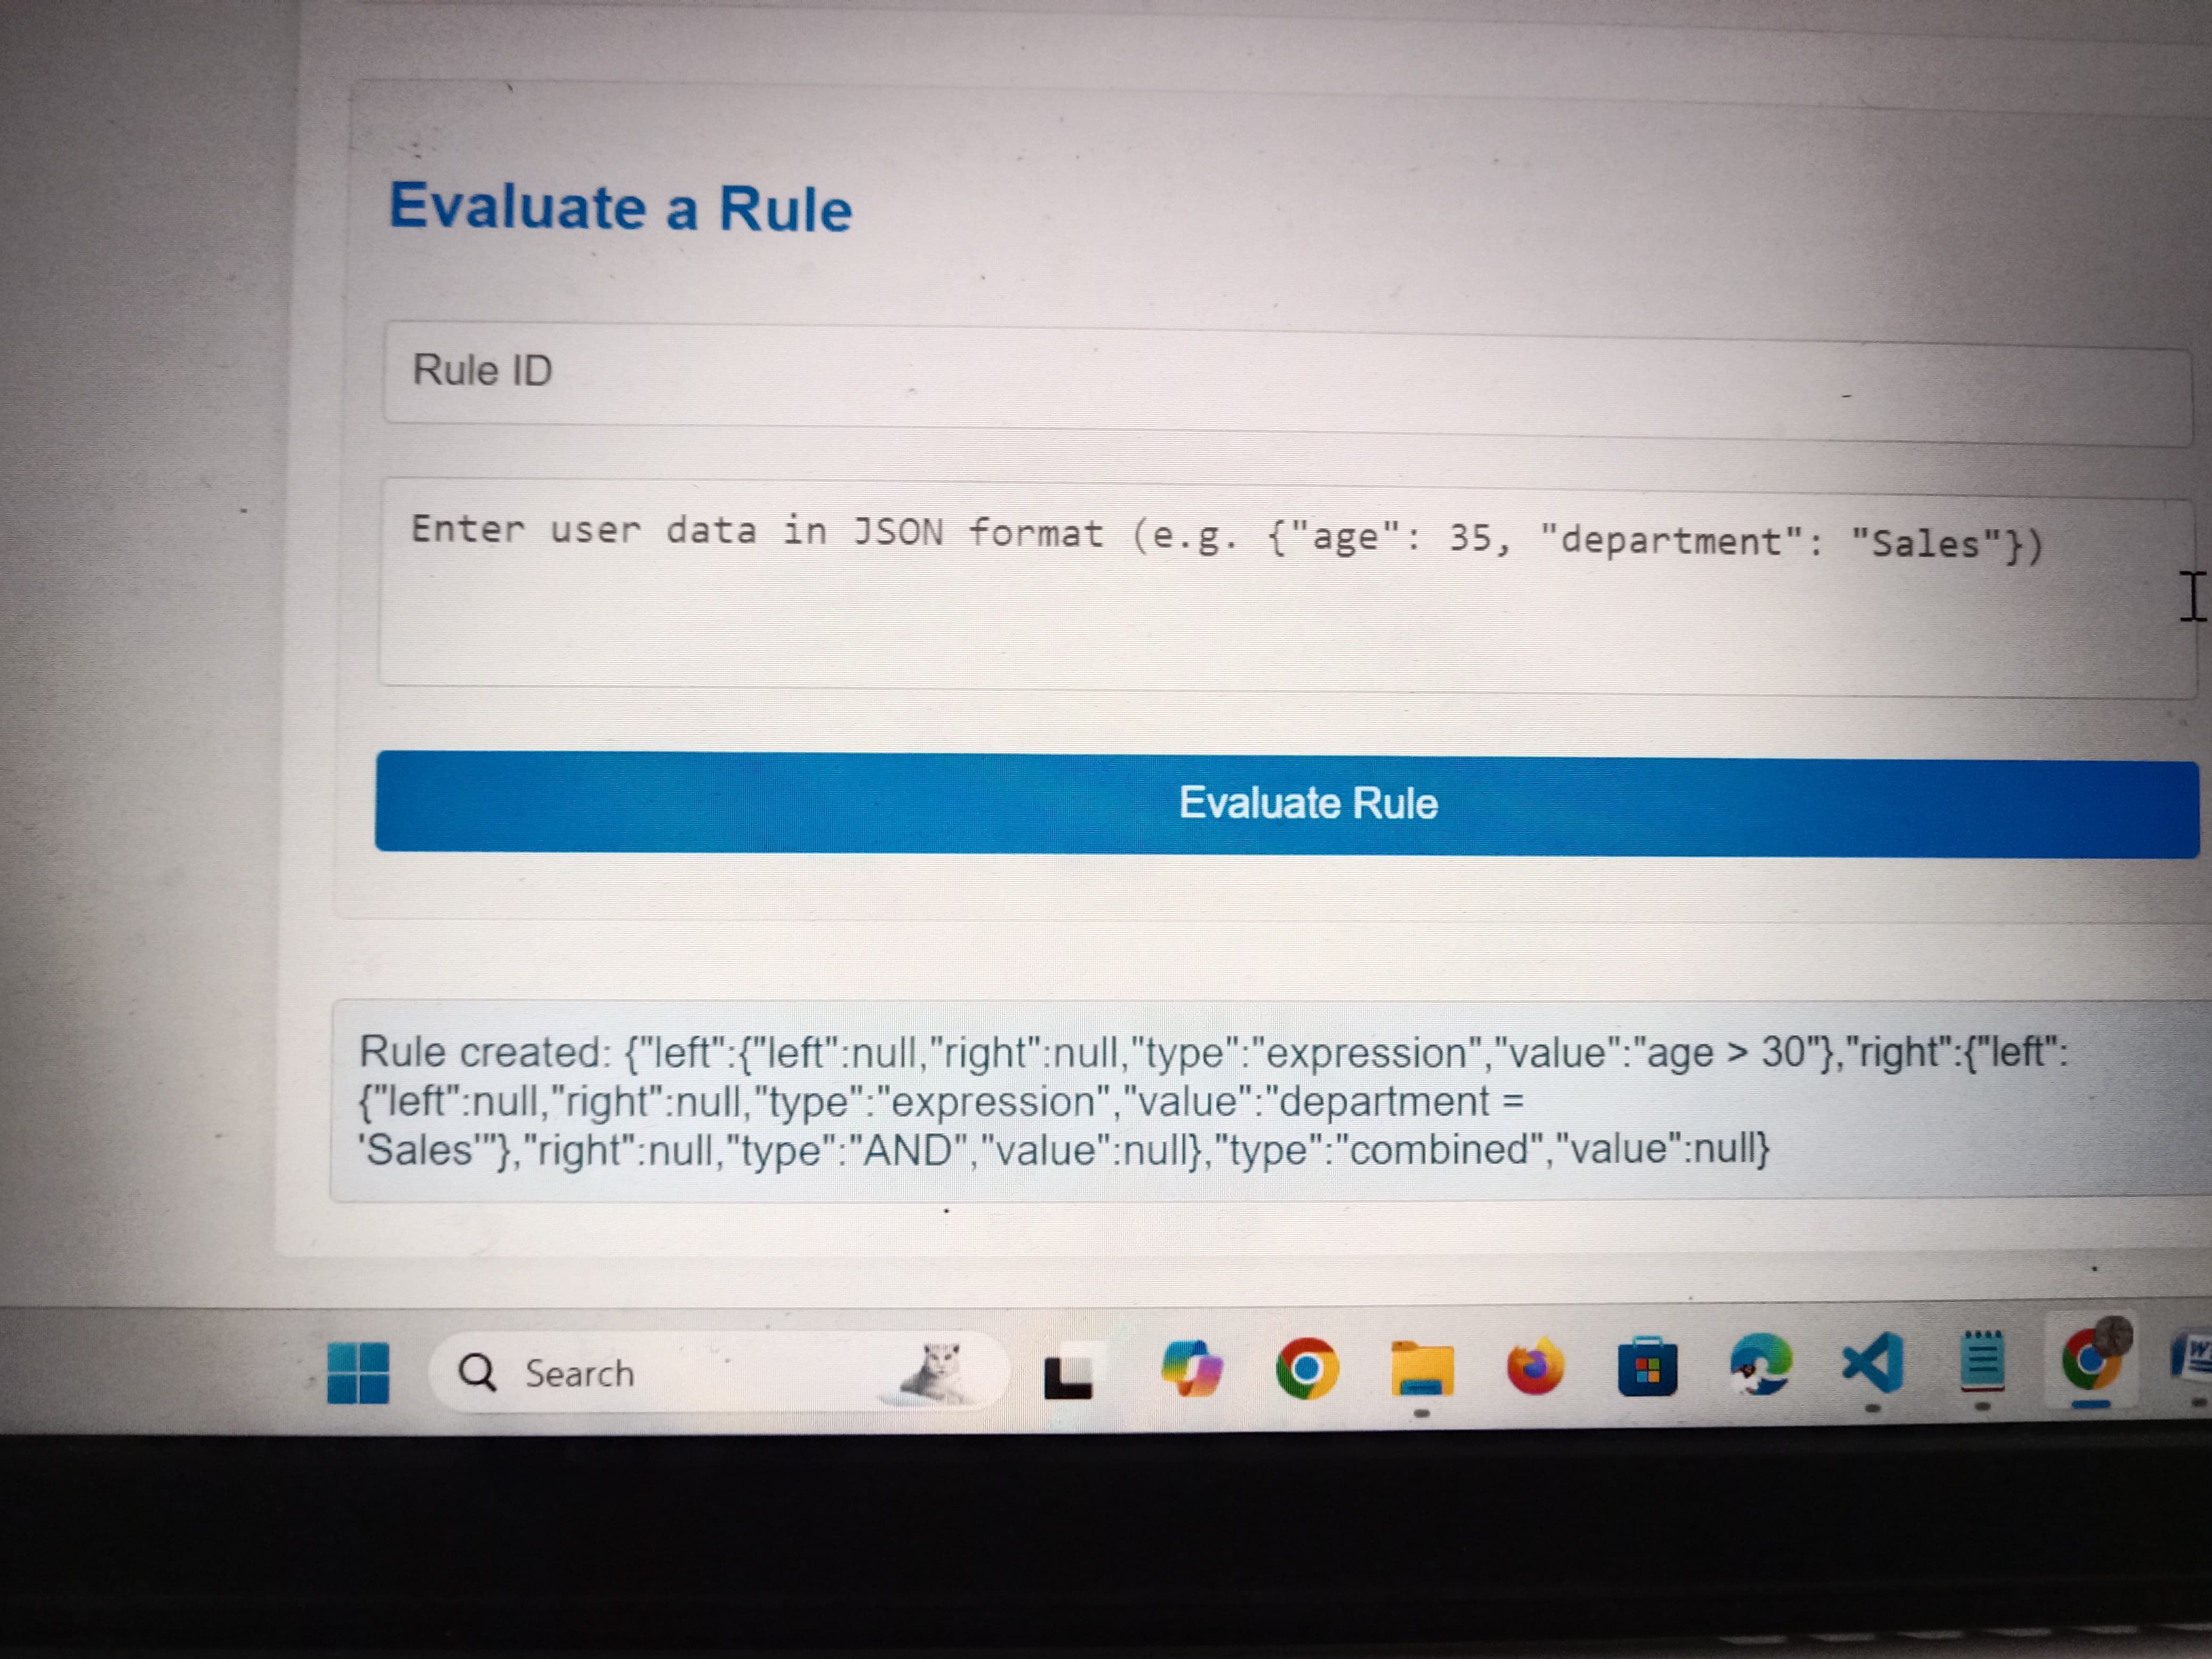 Evaluate a Rule
Rule ID
Enter user data in JSON format (e.g. {"age": 35, "department": "Sales"})
Evaluate Rule
Rule created: {"left":{"left":null,"right":null,"type":"expression","value":"age > 30"},"right":{"left":
{"left":null,"right":null,"type":"expression","value":"department =
'Sales'"},"right":null,"type":"AND","value":null},"type":"combined","value":null}
Search
W